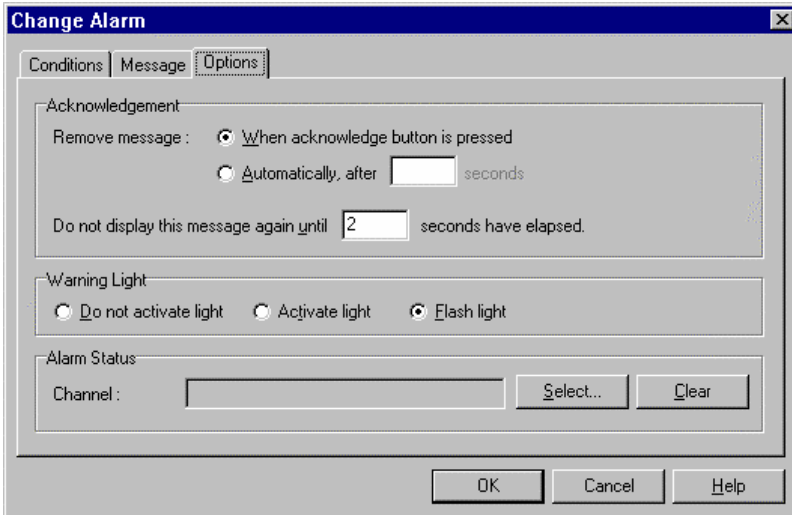 Change Alarm
Conditions Message Options
Acknowledgement
Remove message : When acknowledge button is pressed
Automatically, after seconds
Do not display this message again until 2 seconds have elapsed.
Warning Light
Do not activate light Activate light Flash light
Alarm Status
Channel : Select... Clear
OK Cancel Help